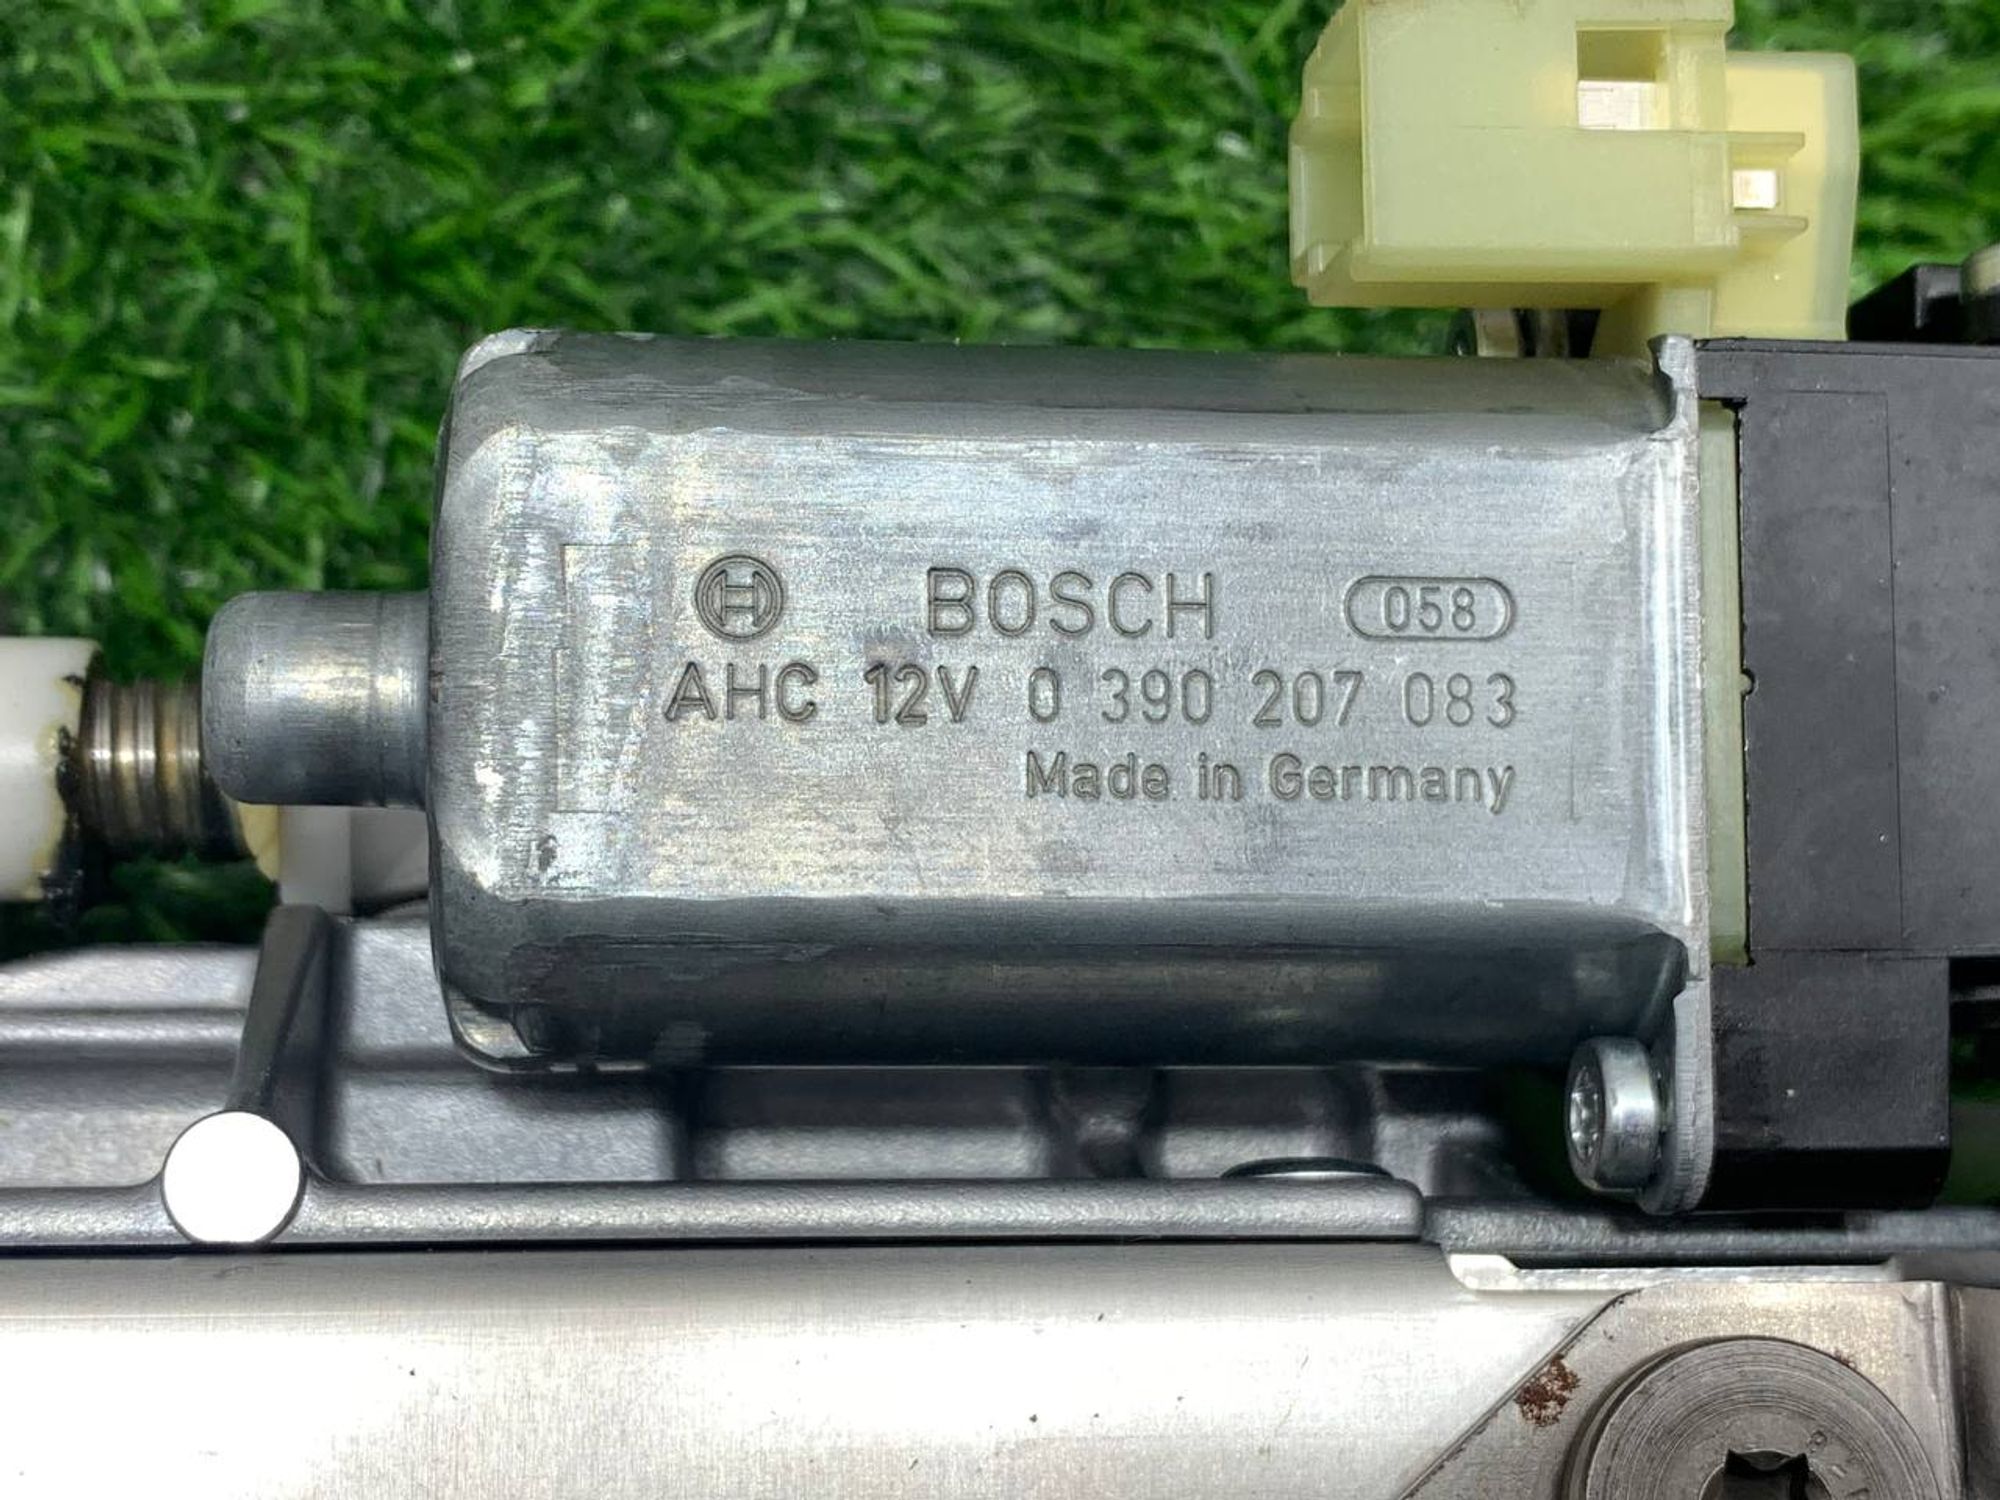 BOSCH 058
AHC 12V 0 390 207 083
Made in Germany